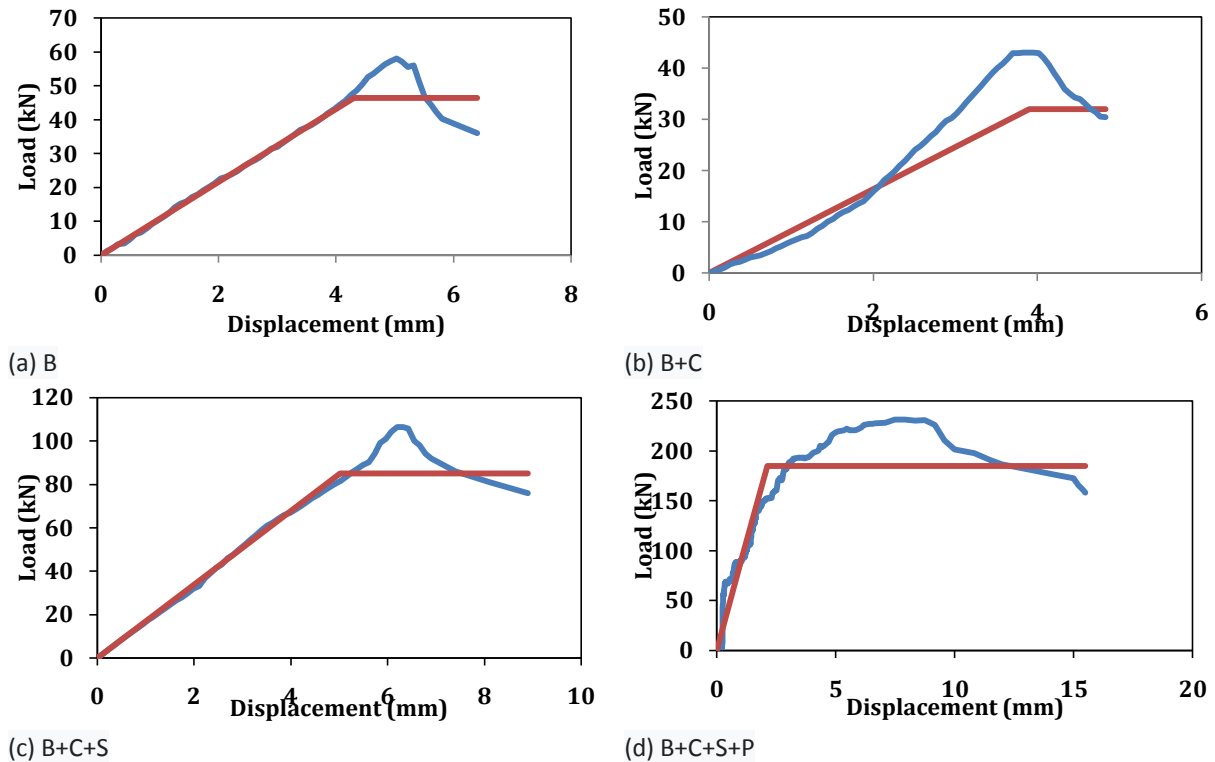 70
60
50
40
30
20
10
0
Load (kN)
0 2 4 6 8
Displacement (mm)
(a) B
50
40
30
20
10
0
Load (kN)
0 2 4 6
Displacement (mm)
(b) B+C
120
100
80
60
40
20
0
Load (kN)
0 2 4 6 8 10
Displacement (mm)
(c) B+C+S
250
200
150
100
50
0
Load (kN)
0 5 10 15 20
Displacement (mm)
(d) B+C+S+P